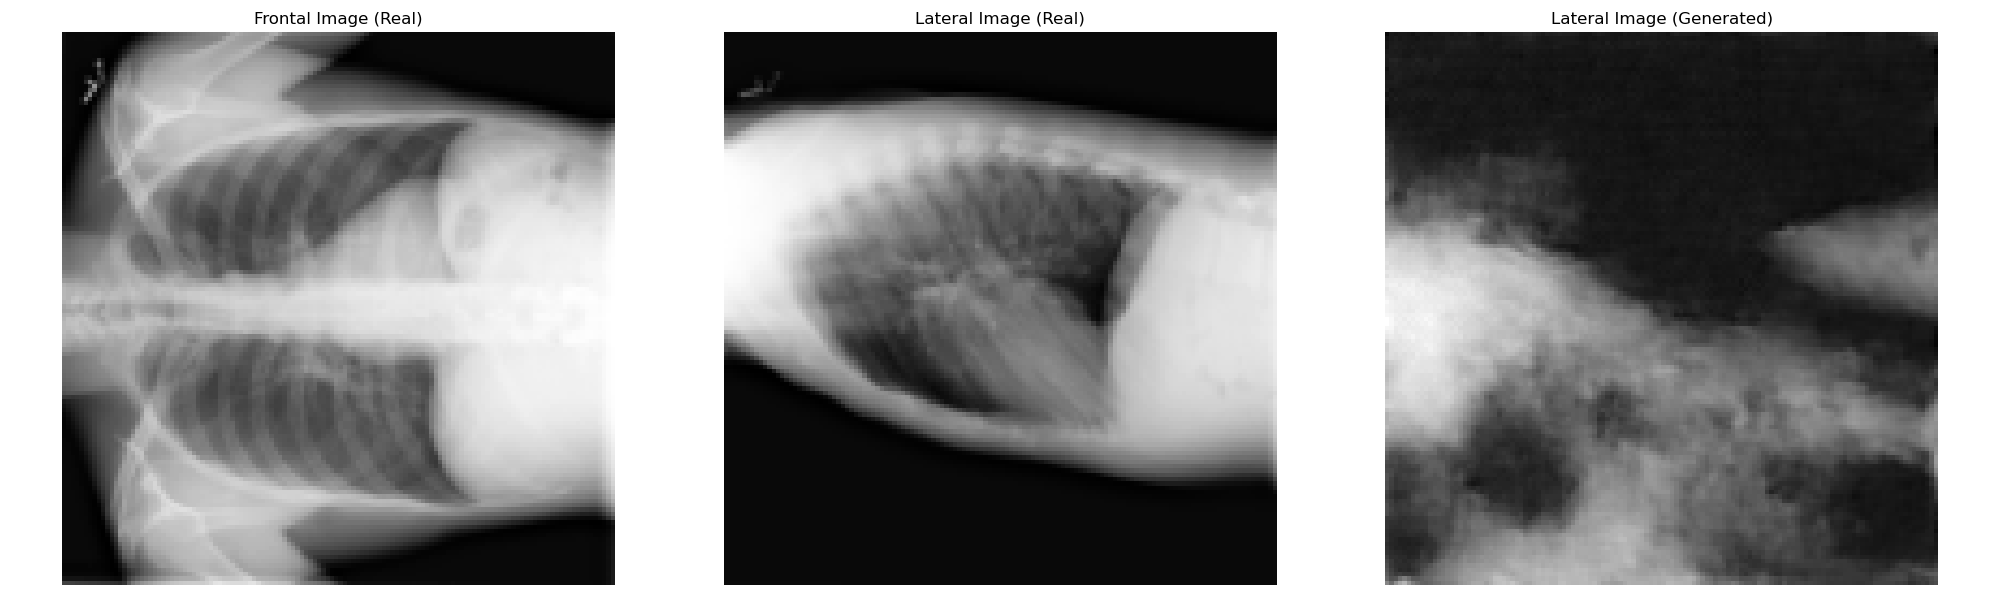 Frontal Image (Real)
Lateral Image (Real)
Lateral Image (Generated)